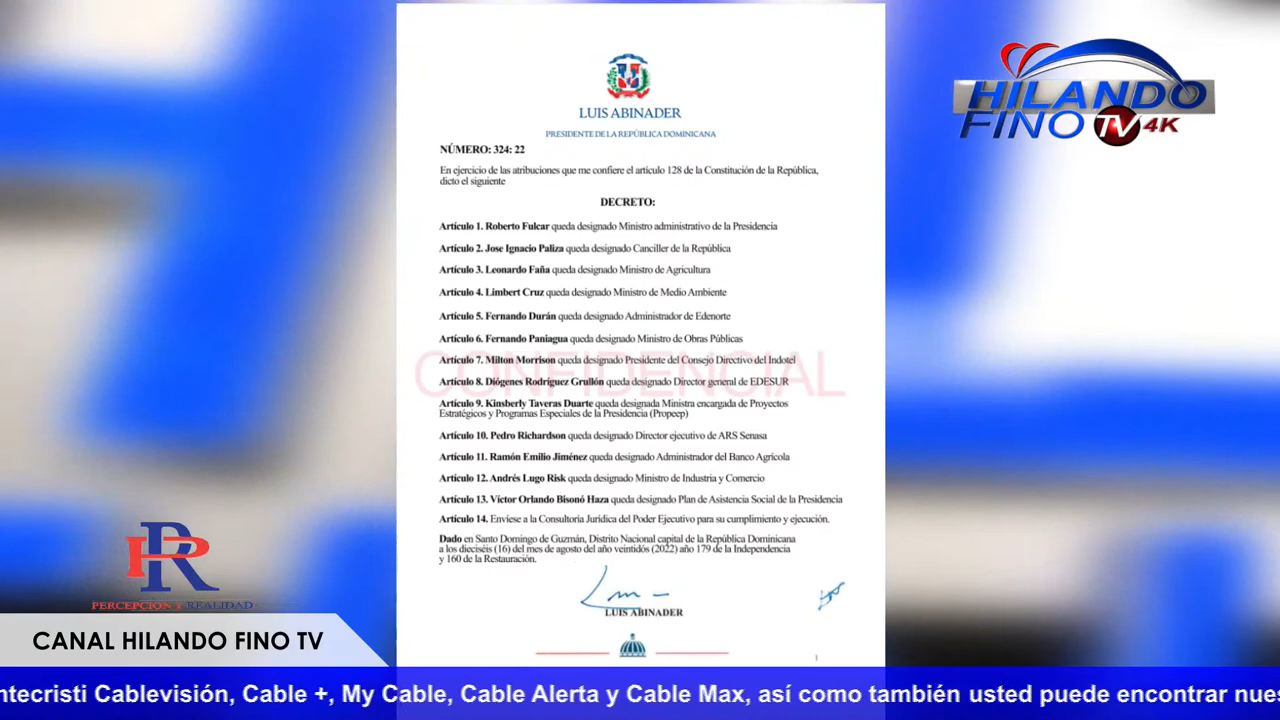 LUIS ABINADER
PRESIDENTE DE LA REPÚBLICA DOMINICANA
NÚMERO: 324: 22
En ejercicio de las atribuciones que me confiere el artículo 128 de la Constitución de la República,
dicto el siguiente
DECRETO:
Artículo 1. Roberto Fulcar queda designado Ministro administrativo de la Presidencia
Artículo 2. Jose Ignacio Paliza queda designado Canciller de la República
Artículo 3. Leonardo Faña queda designado Ministro de Agricultura
Artículo 4. Limbert Cruz queda designado Ministro de Medio Ambiente
Artículo 5. Fernando Durán queda designado Administrador de Edenorte
Artículo 6. Fernando Paniagua queda designado Ministro de Obras Públicas
Artículo 7. Milton Morrison queda designado Presidente del Consejo Directivo del Indotel
CONFIDENCIAL
Artículo 8. Diógenes Rodríguez Grullón queda designado Director general de EDESUR
Artículo 9. Kinsberly Taveras Duarte queda designada Ministra encargada de Proyectos
Estratégicos y Programas Especiales de la Presidencia (Propeep)
Artículo 10. Pedro Richardson queda designado Director ejecutivo de ARS Senasa
Artículo 11. Ramón Emilio Jiménez queda designado Administrador del Banco Agrícola
Artículo 12. Andrés Lugo Risk queda designado Ministro de Industria y Comercio
Artículo 13. Víctor Orlando Bisonó Haza queda designado Plan de Asistencia Social de la Presidencia
Artículo 14. Envíese a la Consultoría Jurídica del Poder Ejecutivo para su cumplimiento y ejecución.
Dado en Santo Domingo de Guzmán, Distrito Nacional capital de la República Dominicana
a los dieciséis (16) del mes de agosto del año veintidós (2022) año 179 de la Independencia
y 160 de la Restauración.
LUIS ABINADER
1
HILANDO
FINO TV 4K
PR
PERCEPCIÓN Y REALIDAD
CANAL HILANDO FINO TV
ntecristi Cablevisión, Cable +, My Cable, Cable Alerta y Cable Max, así como también usted puede encontrar nues